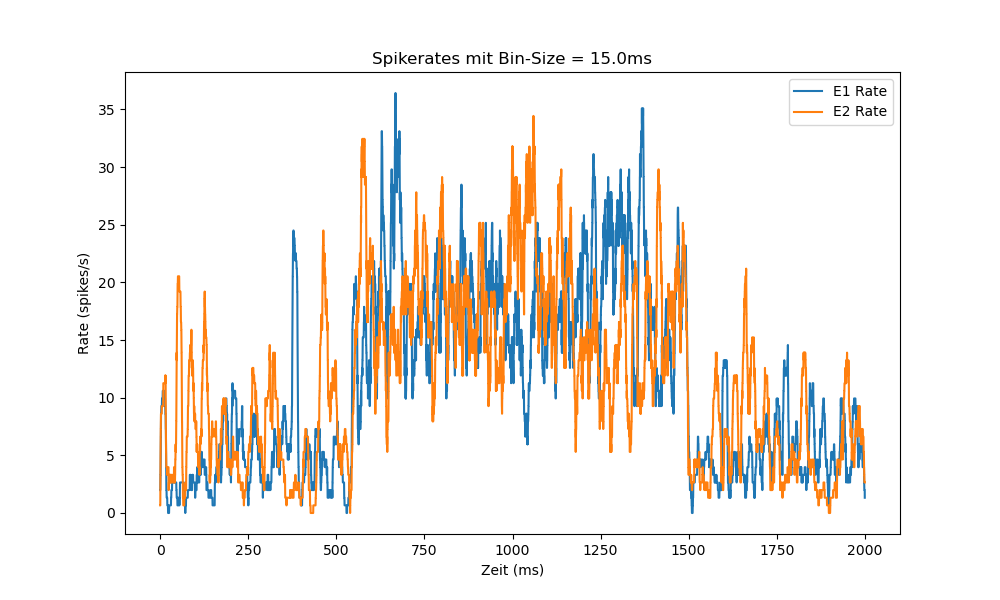 Spikerates mit Bin-Size = 15.0ms
E1 Rate
E2 Rate
Rate (spikes/s)
35
30
25
20
15
10
5
0
0 250 500 750 1000 1250 1500 1750 2000
Zeit (ms)